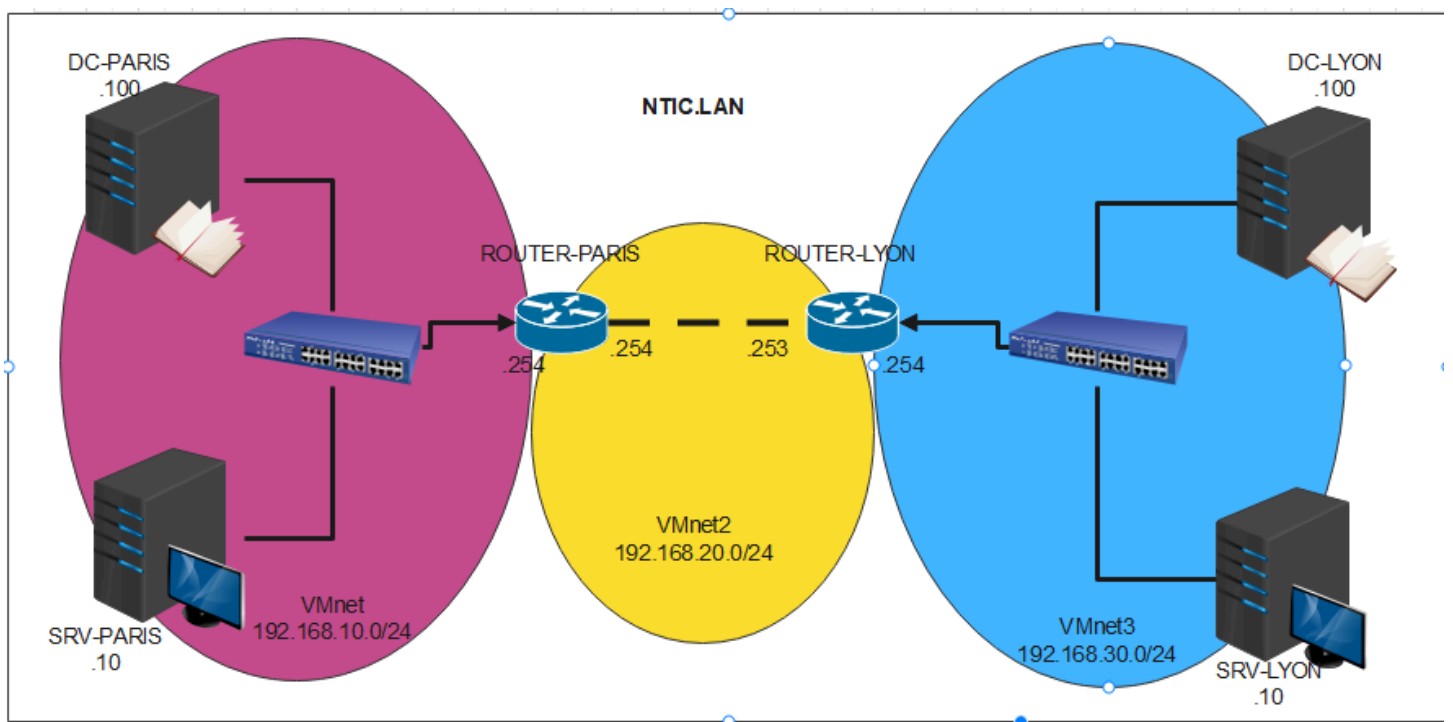 DC-PARIS
.100
NTIC.LAN
DC-LYON
.100
ROUTER-PARIS
ROUTER-LYON
.254
.254
.253
.254
VMnet2
192.168.20.0/24
VMnet
192.168.10.0/24
VMnet3
192.168.30.0/24
SRV-PARIS
.10
SRV-LYON
.10